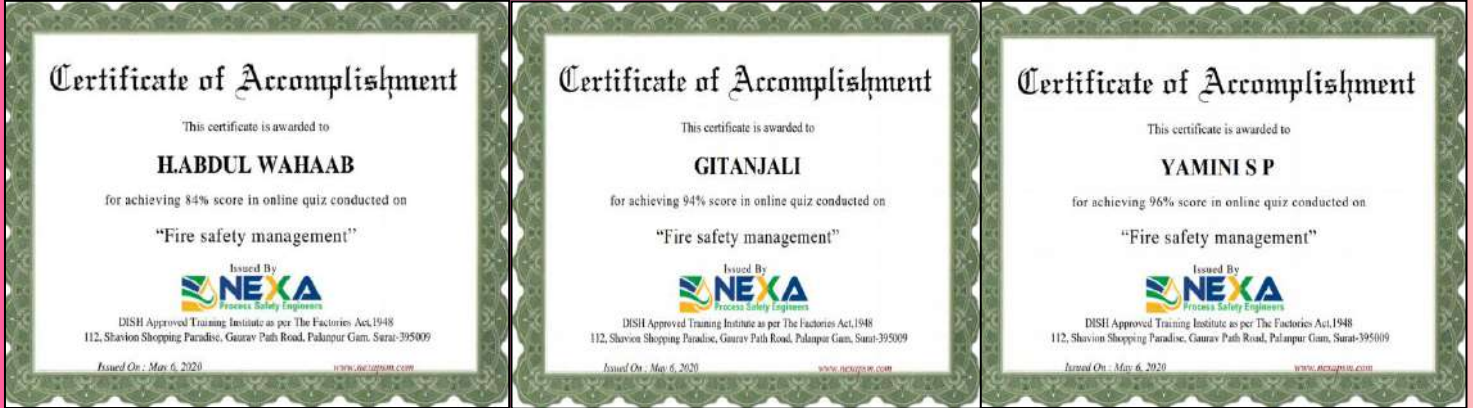 Certificate of Accomplishment
This certificate is awarded to
H.ABDUL WAHAAB
for achieving 84% score in online quiz conducted on
“Fire safety management”
Issued By
NEXA
Process Safety Engineers
DISH Approved Training Institute as per The Factories Act,1948
112, Shavion Shopping Paradise, Gaurav Path Road, Palanpur Gam, Surat-395009
Issued On : May 6, 2020
www.nexapsm.com
Certificate of Accomplishment
This certificate is awarded to
GITANJALI
for achieving 94% score in online quiz conducted on
“Fire safety management”
Issued By
NEXA
Process Safety Engineers
DISH Approved Training Institute as per The Factories Act,1948
112, Shavion Shopping Paradise, Gaurav Path Road, Palanpur Gam, Surat-395009
Issued On : May 6, 2020
www.nexapsm.com
Certificate of Accomplishment
This certificate is awarded to
YAMINI S P
for achieving 96% score in online quiz conducted on
“Fire safety management”
Issued By
NEXA
Process Safety Engineers
DISH Approved Training Institute as per The Factories Act,1948
112, Shavion Shopping Paradise, Gaurav Path Road, Palanpur Gam, Surat-395009
Issued On : May 6, 2020
www.nexapsm.com